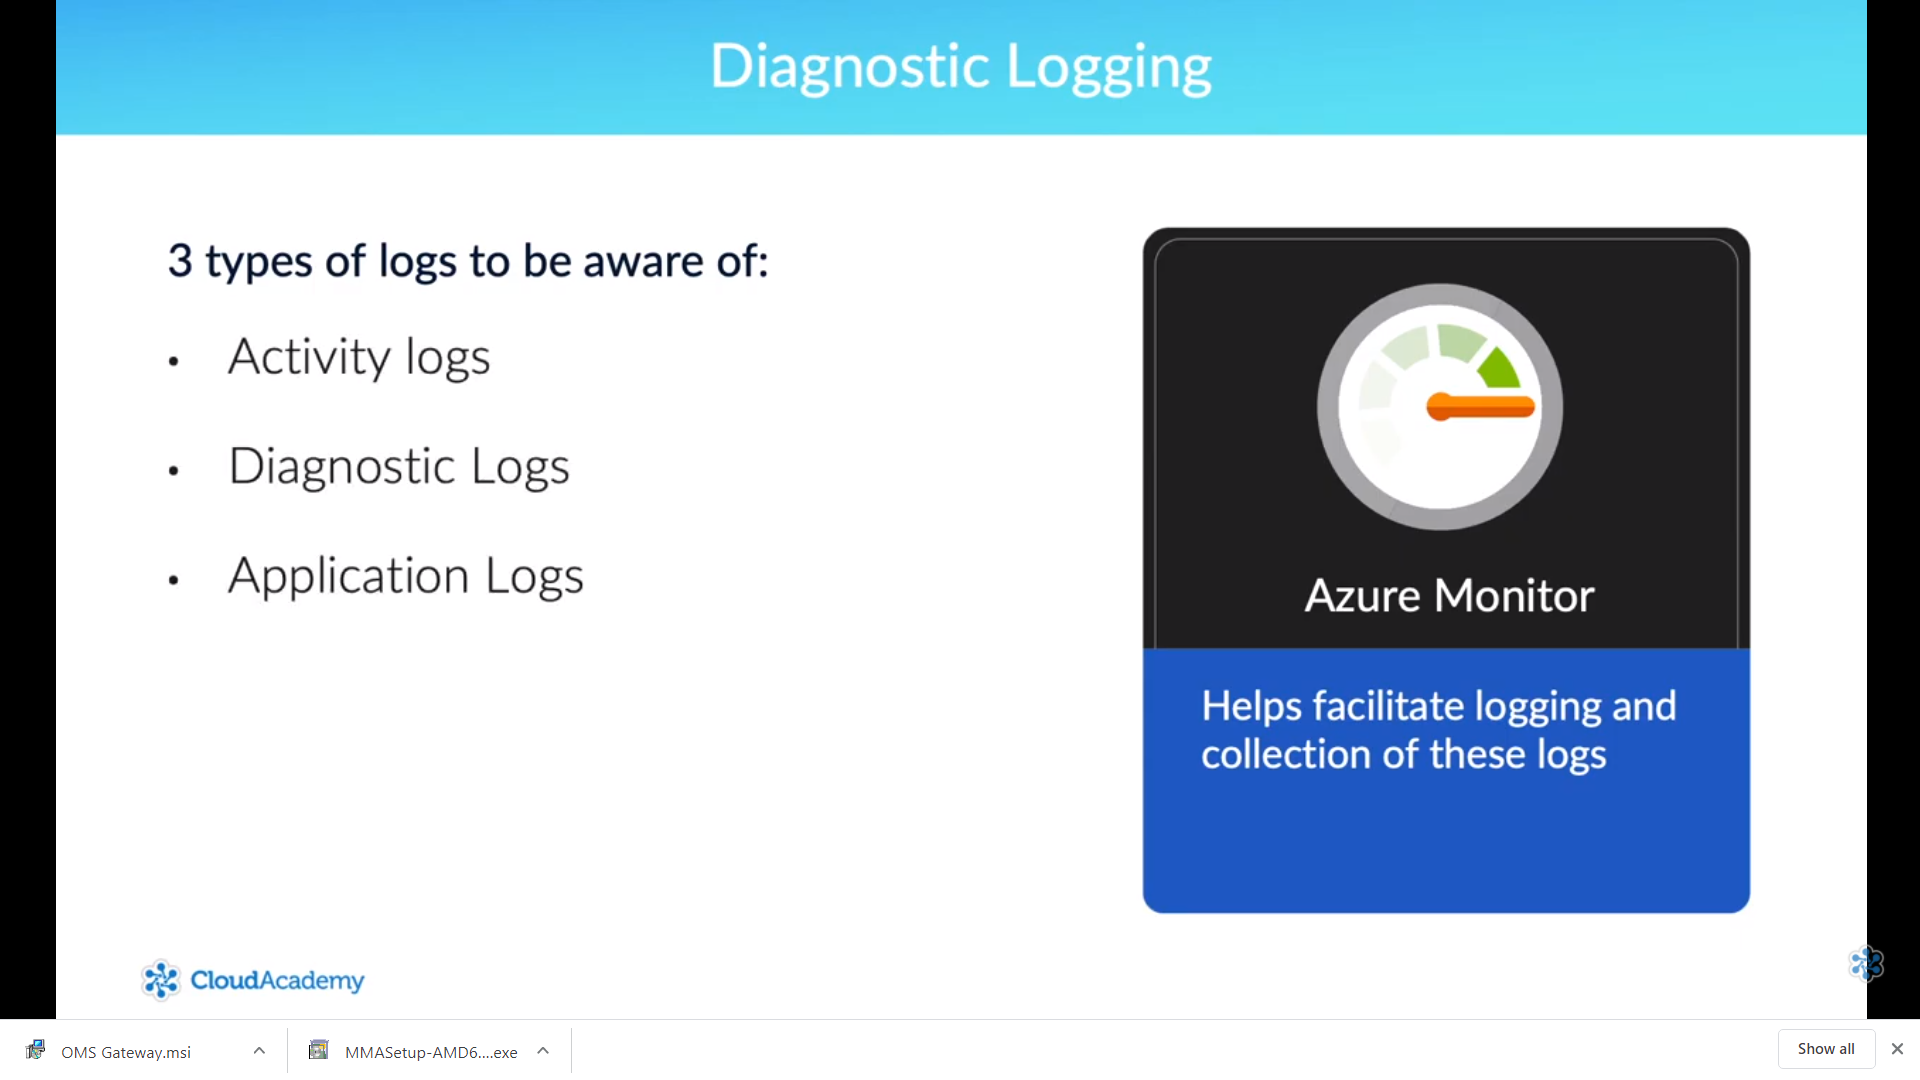 Diagnostic Logging
3 types of logs to be aware of:
• Activity logs
• Diagnostic Logs
• Application Logs
Azure Monitor
Helps facilitate logging and
collection of these logs
CloudAcademy
OMS Gateway.msi
MMASetup-AMD6....exe
Show all